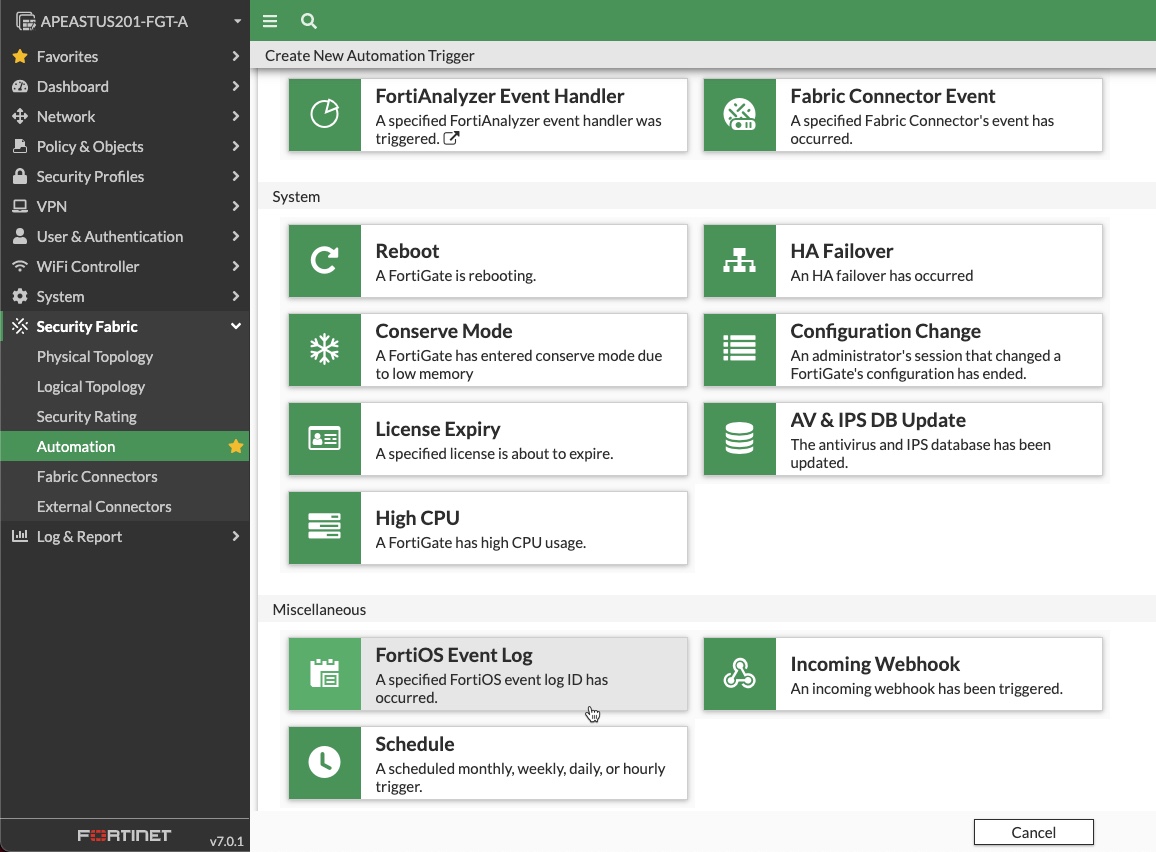 APEASTUS201-FGT-A
Favorites
Dashboard
Network
Policy & Objects
Security Profiles
VPN
User & Authentication
WiFi Controller
System
Security Fabric
Physical Topology
Logical Topology
Security Rating
Automation
Fabric Connectors
External Connectors
Log & Report
FORTINET
v7.0.1
Create New Automation Trigger
FortiAnalyzer Event Handler
A specified FortiAnalyzer event handler was
triggered.
Fabric Connector Event
A specified Fabric Connector's event has
occurred.
System
Reboot
A FortiGate is rebooting.
HA Failover
An HA failover has occurred
Conserve Mode
A FortiGate has entered conserve mode due
to low memory
Configuration Change
An administrator's session that changed a
FortiGate's configuration has ended.
License Expiry
A specified license is about to expire.
AV & IPS DB Update
The antivirus and IPS database has been
updated.
High CPU
A FortiGate has high CPU usage.
Miscellaneous
FortiOS Event Log
A specified FortiOS event log ID has
occurred.
Incoming Webhook
An incoming webhook has been triggered.
Schedule
A scheduled monthly, weekly, daily, or hourly
trigger.
Cancel